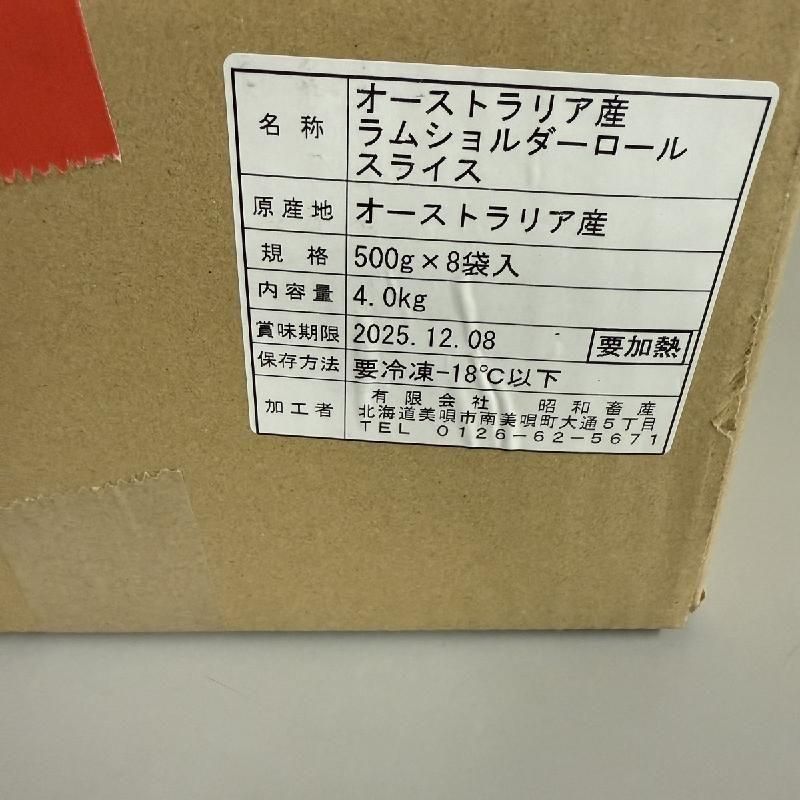 名称 オーストラリア産
ラムショルダーロール
スライス
原産地 オーストラリア産
規格 500g×8袋入
内容量 4.0kg
賞味期限 2025.12.08 要加熱
保存方法 要冷凍-18℃以下
加工者 有限会社 昭和畜産
北海道美唄市南美唄町大通5丁目
TEL 0126-62-5671